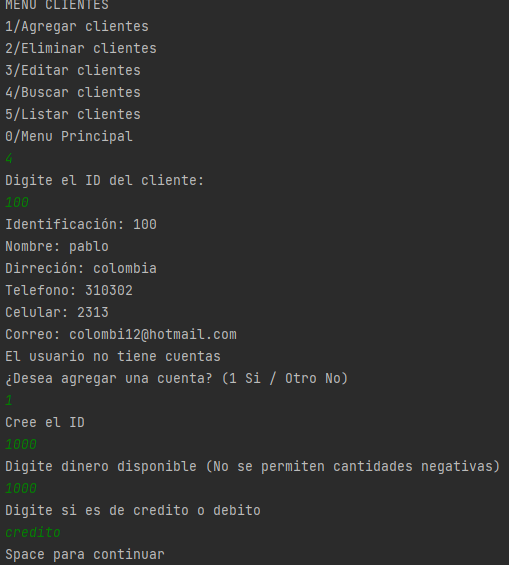 MENU CLIENTES
1/Agregar clientes
2/Eliminar clientes
3/Editar clientes
4/Buscar clientes
5/Listar clientes
0/Menu Principal
4
Digite el ID del cliente:
100
Identificación: 100
Nombre: pablo
Dirreción: colombia
Telefono: 310302
Celular: 2313
Correo: colombi12@hotmail.com
El usuario no tiene cuentas
¿Desea agregar una cuenta? (1 Si / Otro No)
1
Cree el ID
1000
Digite dinero disponible (No se permiten cantidades negativas)
1000
Digite si es de credito o debito
credito
Space para continuar